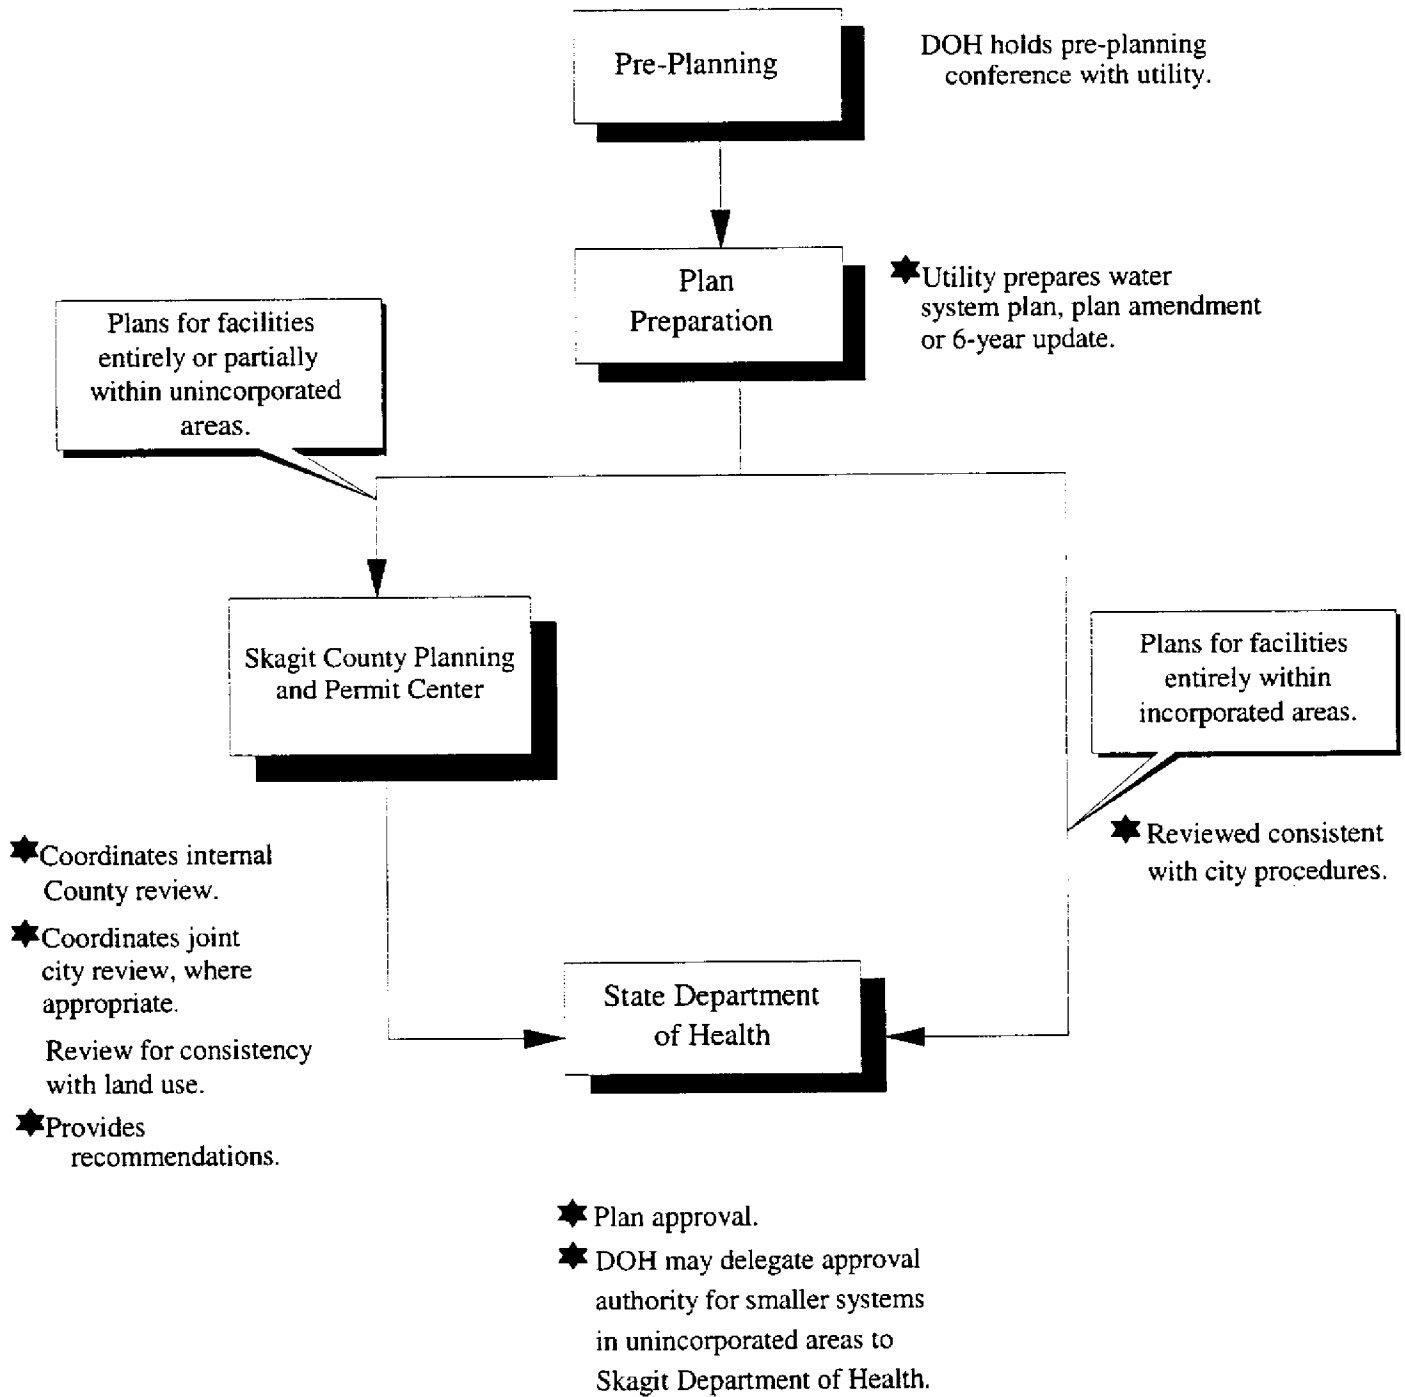 Pre-Planning
DOH holds pre-planning
conference with utility.
Plan
Preparation
Utility prepares water
system plan, plan amendment
or 6-year update.
Plans for facilities
entirely or partially
within unincorporated
areas.
Skagit County Planning
and Permit Center
Plans for facilities
entirely within
incorporated areas.
Reviewed consistent
with city procedures.
Coordinates internal
County review.
Coordinates joint
city review, where
appropriate.
Review for consistency
with land use.
Provides
recommendations.
State Department
of Health
Plan approval.
DOH may delegate approval
authority for smaller systems
in unincorporated areas to
Skagit Department of Health.